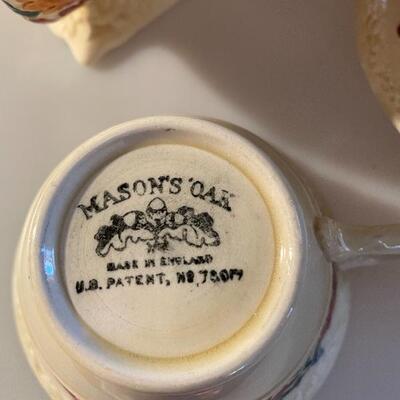 MASON'S 'OAK'
MADE IN ENGLAND
U.S. PATENT, NO,